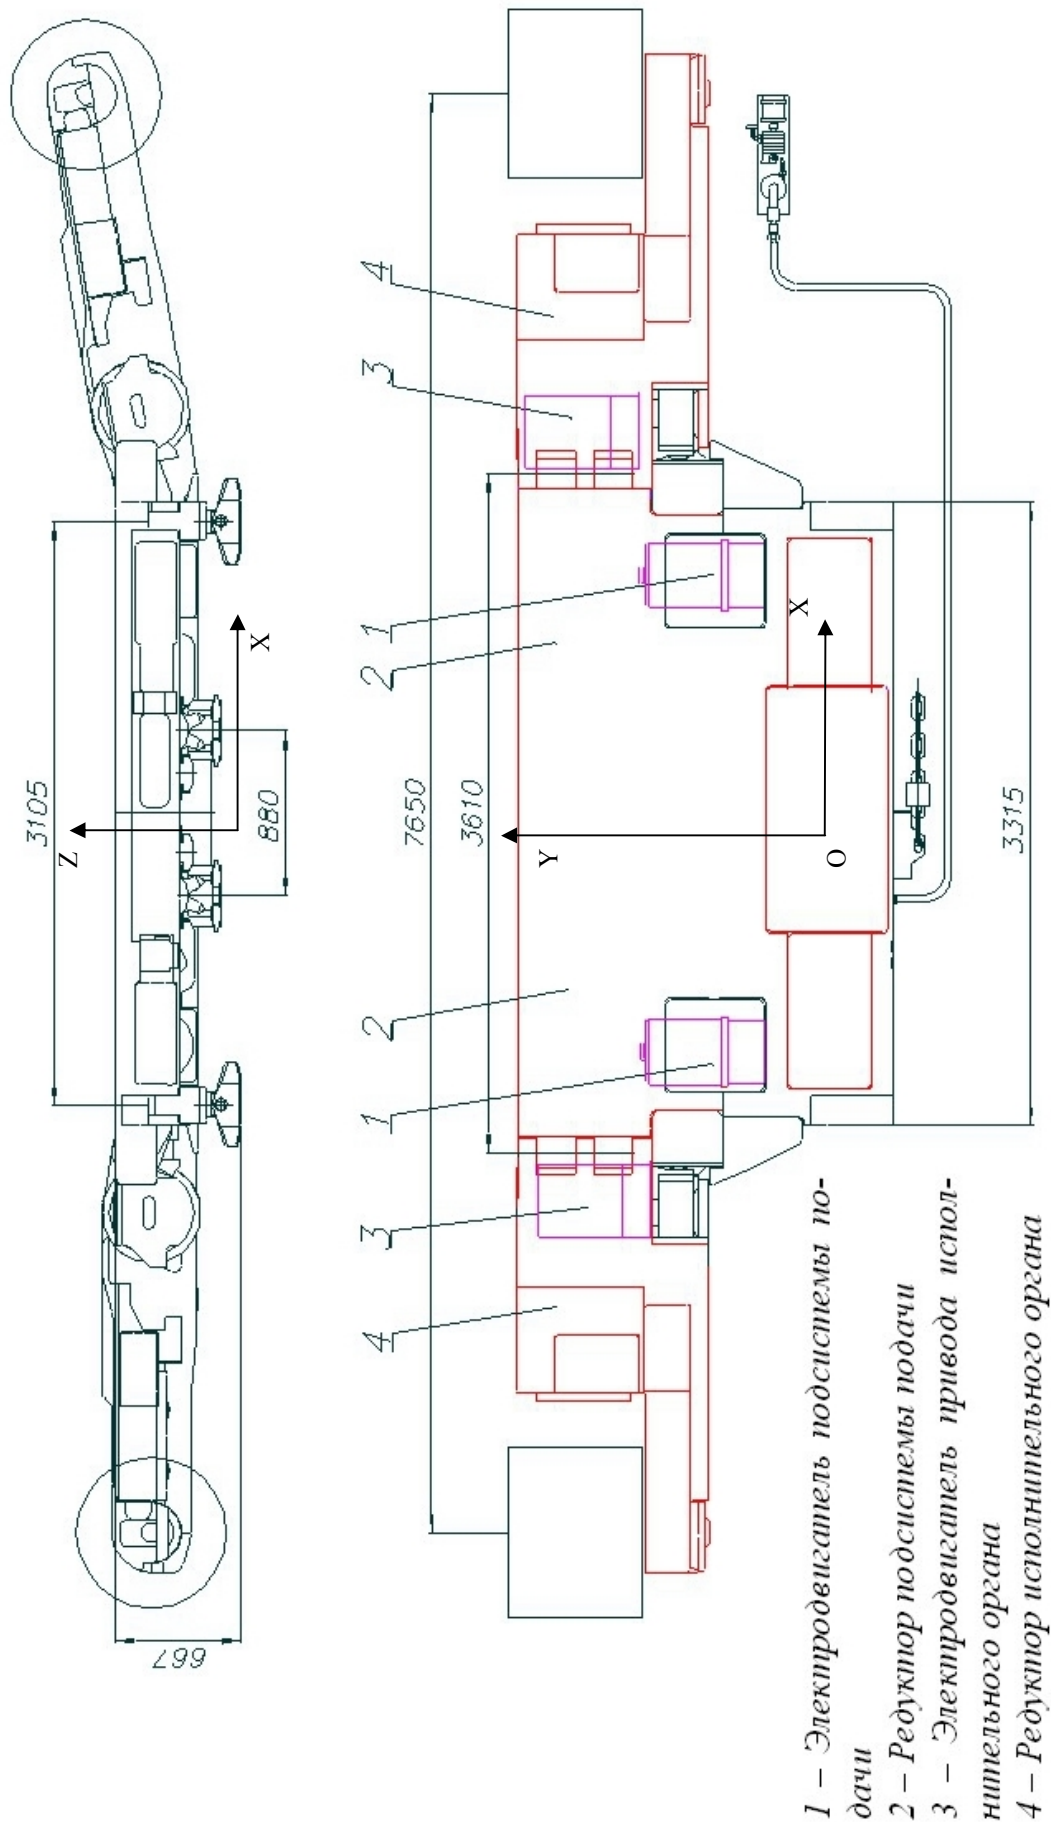 3105
Z
667
X
880
4
3
1
2
2
1
3
4
7650
3610
Y
X
O
3315
1 – Электродвигатель подсистемы по-
дачи
2 – Редуктор подсистемы подачи
3 – Электродвигатель привода испол-
нительного органа
4 – Редуктор исполнительного органа